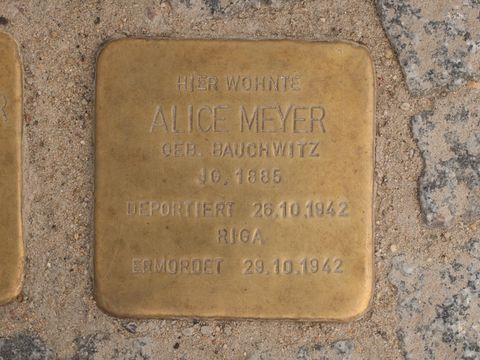 HIER WOHNTE
ALICE MEYER
GEB. BAUCHWITZ
JG. 1885
DEPORTIERT 26.10.1942
RIGA
ERMORDET 29.10.1942